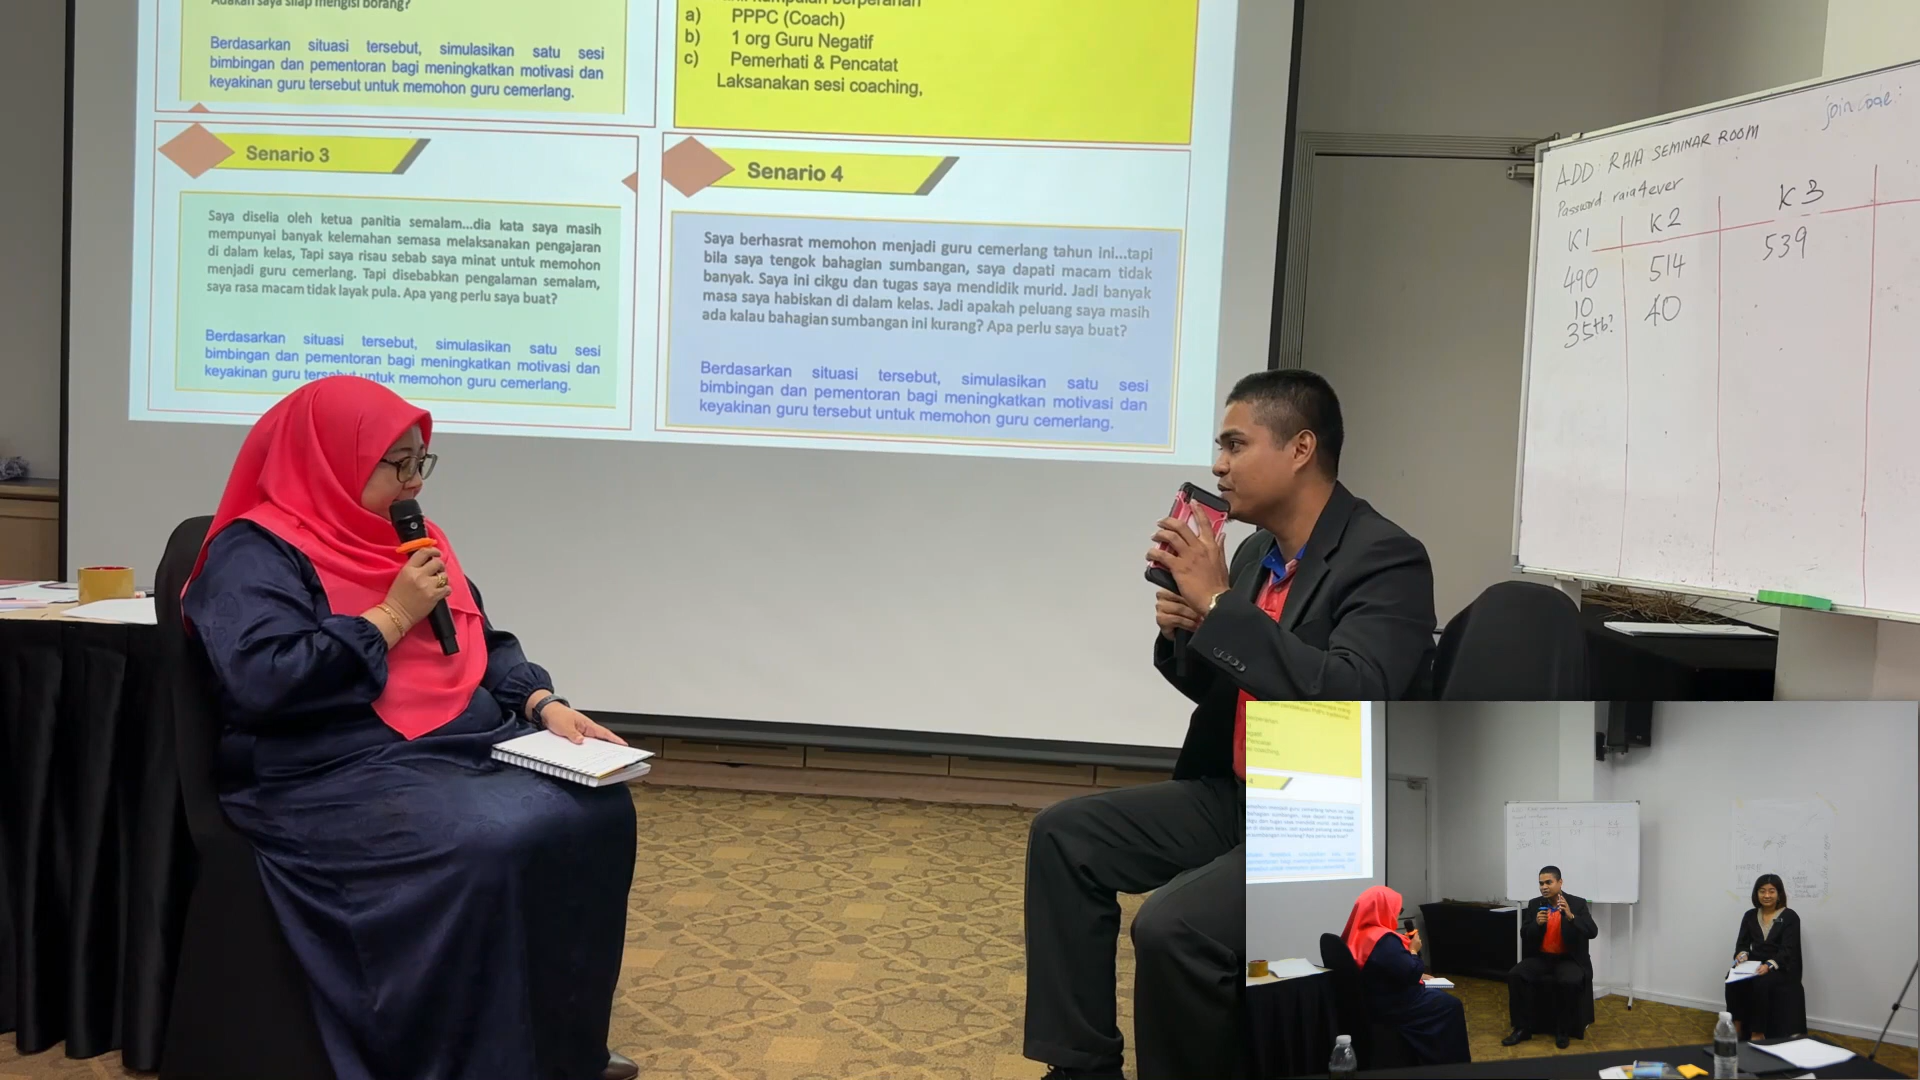 Adakah saya silap mengisi borang?
Berdasarkan situasi tersebut, simulasikan satu sesi
bimbingan dan pementoran bagi meningkatkan motivasi dan
keyakinan guru tersebut untuk memohon guru cemerlang.
a) PPPC (Coach)
b) 1 org Guru Negatif
c) Pemerhati & Pencatat
Laksanakan sesi coaching,
Senario 3
Saya diselia oleh ketua panitia semalam...dia kata saya masih
mempunyai banyak kelemahan semasa melaksanakan pengajaran
di dalam kelas, Tapi saya risau sebab saya minat untuk memohon
menjadi guru cemerlang. Tapi disebabkan pengalaman semalam,
saya rasa macam tidak layak pula. Apa yang perlu saya buat?
Berdasarkan situasi tersebut, simulasikan satu sesi
bimbingan dan pementoran bagi meningkatkan motivasi dan
keyakinan guru tersebut untuk memohon guru cemerlang.
Senario 4
Saya berhasrat memohon menjadi guru cemerlang tahun ini...tapi
bila saya tengok bahagian sumbangan, saya dapati macam tidak
banyak. Saya ini cikgu dan tugas saya mendidik murid. Jadi banyak
masa saya habiskan di dalam kelas. Jadi apakah peluang saya masih
ada kalau bahagian sumbangan ini kurang? Apa perlu saya buat?
Berdasarkan situasi tersebut, simulasikan satu sesi
bimbingan dan pementoran bagi meningkatkan motivasi dan
keyakinan guru tersebut untuk memohon guru cemerlang.
join code:
ADD: RAIA SEMINAR ROOM
Password: raia4ever
K1 K2 K3
490 514 539
10 40